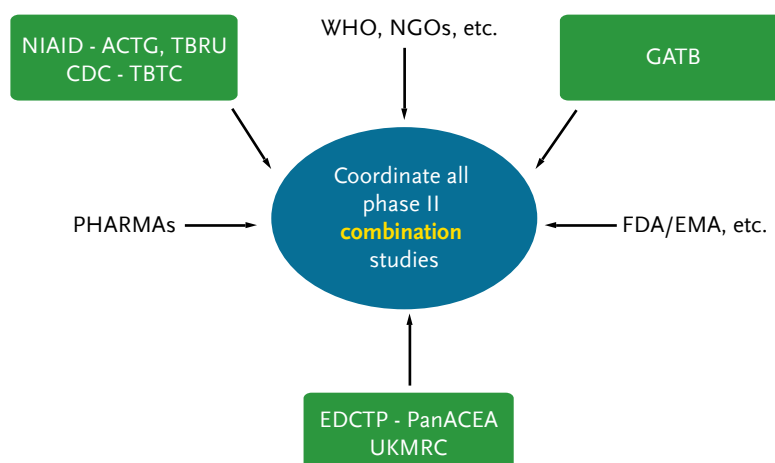 NIAID - ACTG, TBRU
CDC - TBTC
WHO, NGOs, etc.
GATB
Coordinate all
phase II
combination
studies
PHARMAs
FDA/EMA, etc.
EDCTP - PanACEA
UKMRC